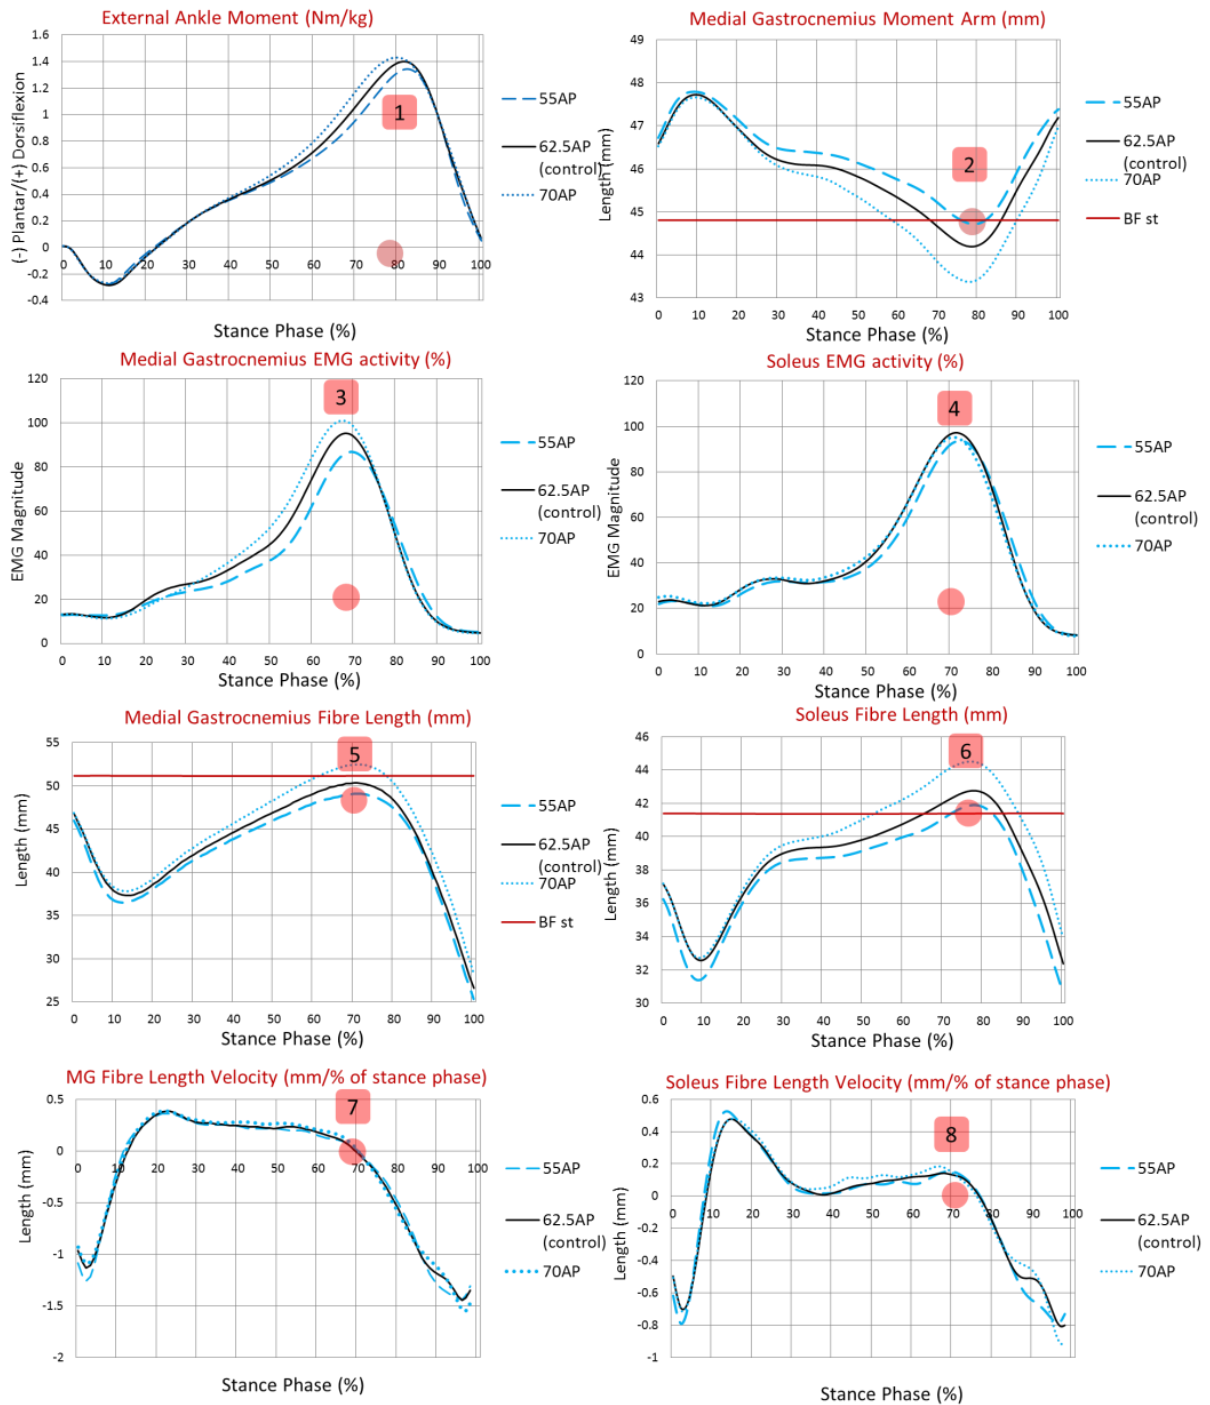 External Ankle Moment (Nm/kg)
(-) Plantar/(+) Dorsiflexion
1.6
1.4
1.2
1
0.8
0.6
0.4
0.2
0
-0.2
-0.4
0 10 20 30 40 50 60 70 80 90 100
1
Stance Phase (%)
55AP
62.5AP
(control)
70AP
Medial Gastrocnemius Moment Arm (mm)
Length (mm)
49
48
47
46
45
44
43
0 10 20 30 40 50 60 70 80 90 100
2
Stance Phase (%)
55AP
62.5AP
(control)
70AP
BF st
Medial Gastrocnemius EMG activity (%)
EMG Magnitude
120
100
80
60
40
20
0
0 10 20 30 40 50 60 70 80 90 100
3
Stance Phase (%)
55AP
62.5AP
(control)
70AP
Soleus EMG activity (%)
EMG Magnitude
120
100
80
60
40
20
0
0 10 20 30 40 50 60 70 80 90 100
4
Stance Phase (%)
55AP
62.5AP
(control)
70AP
Medial Gastrocnemius Fibre Length (mm)
Length (mm)
55
50
45
40
35
30
25
0 10 20 30 40 50 60 70 80 90 100
5
Stance Phase (%)
55AP
62.5AP
(control)
70AP
BF st
Soleus Fibre Length (mm)
Length (mm)
46
44
42
40
38
36
34
32
30
0 10 20 30 40 50 60 70 80 90 100
6
Stance Phase (%)
55AP
62.5AP
(control)
70AP
BF st
MG Fibre Length Velocity (mm/% of stance phase)
Length (mm)
0.5
0
-0.5
-1
-1.5
-2
0 10 20 30 40 50 60 70 80 90 100
7
Stance Phase (%)
55AP
62.5AP
(control)
70AP
Soleus Fibre Length Velocity (mm/% of stance phase)
Length (mm)
0.6
0.4
0.2
0
-0.2
-0.4
-0.6
-0.8
-1
0 10 20 30 40 50 60 70 80 90 100
8
Stance Phase (%)
55AP
62.5AP
(control)
70AP